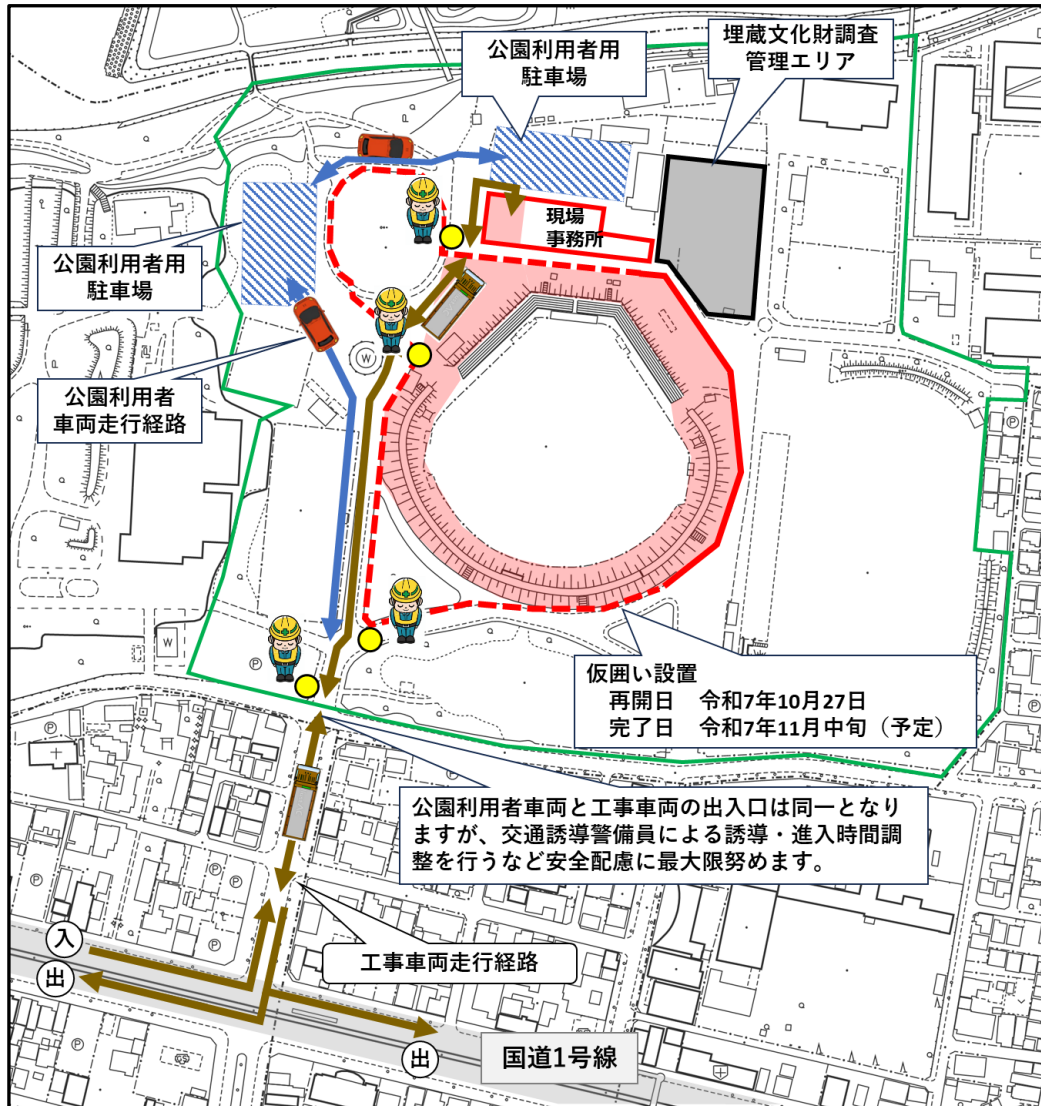 公園利用者用
駐車場
埋蔵文化財調査
管理エリア
現場
事務所
公園利用者用
駐車場
W
公園利用者
車両走行経路
P
W
P
仮囲い設置
再開日 令和7年10月27日
完了日 令和7年11月中旬（予定）
公園利用者車両と工事車両の出入口は同一となり
ますが、交通誘導警備員による誘導・進入時間調
整を行うなど安全配慮に最大限努めます。
P
P
P
P
P
入
出
工事車両走行経路
出
国道1号線